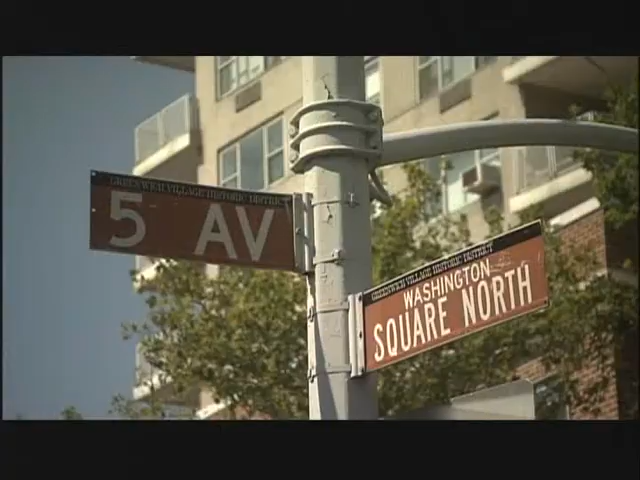 GREENWICH VILLAGE HISTORIC DISTRICT
5 AV
GREENWICH VILLAGE HISTORIC DISTRICT
WASHINGTON
SQUARE NORTH